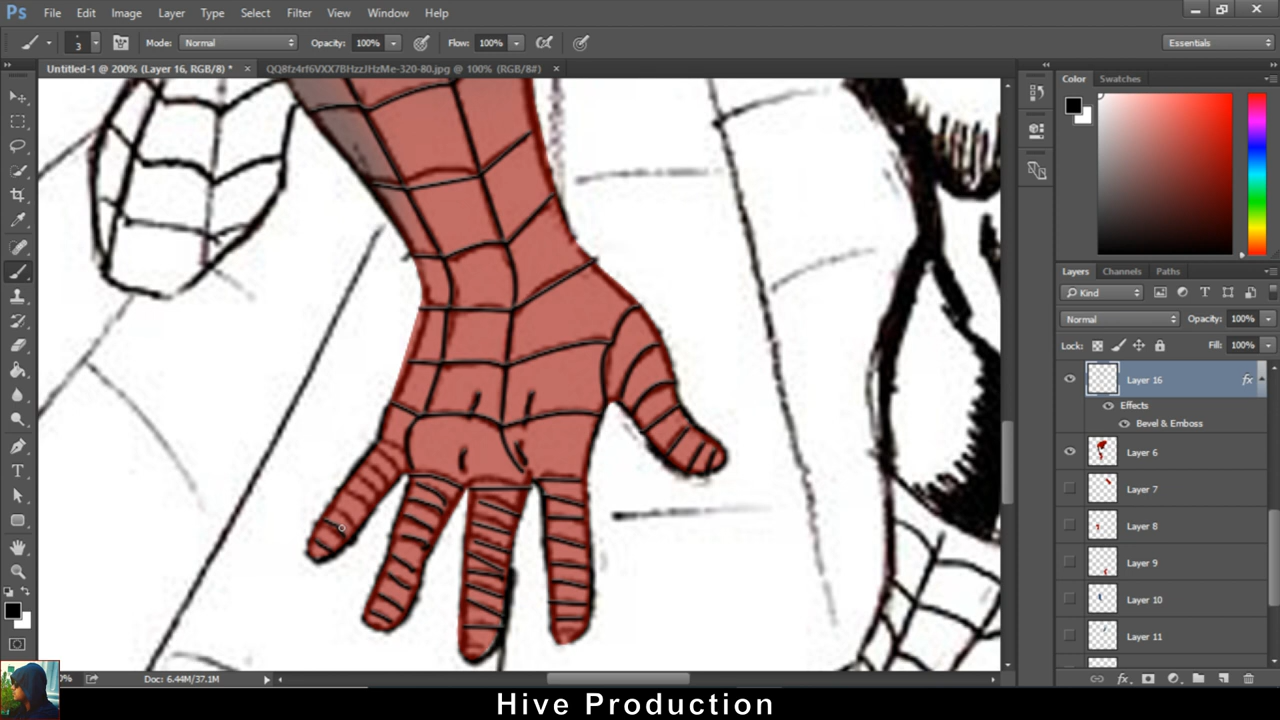 Ps File Edit Image Layer Type Select Filter View Window Help
3 Mode: Normal Opacity: 100% Flow: 100% Essentials
Untitled-1 @ 200% (Layer 16, RGB/8) * × QQ8fz4rf6VXX7BHzzJHzMe-320-80.jpg @ 100% (RGB/8#) ×
Color Swatches
Layers Channels Paths
Kind
Normal Opacity: 100%
Lock: Fill: 100%
Layer 16 fx
Effects
Bevel & Emboss
Layer 6
Layer 7
Layer 8
Layer 9
Layer 10
Layer 11
Doc: 6.44M/37.1M
Hive Production